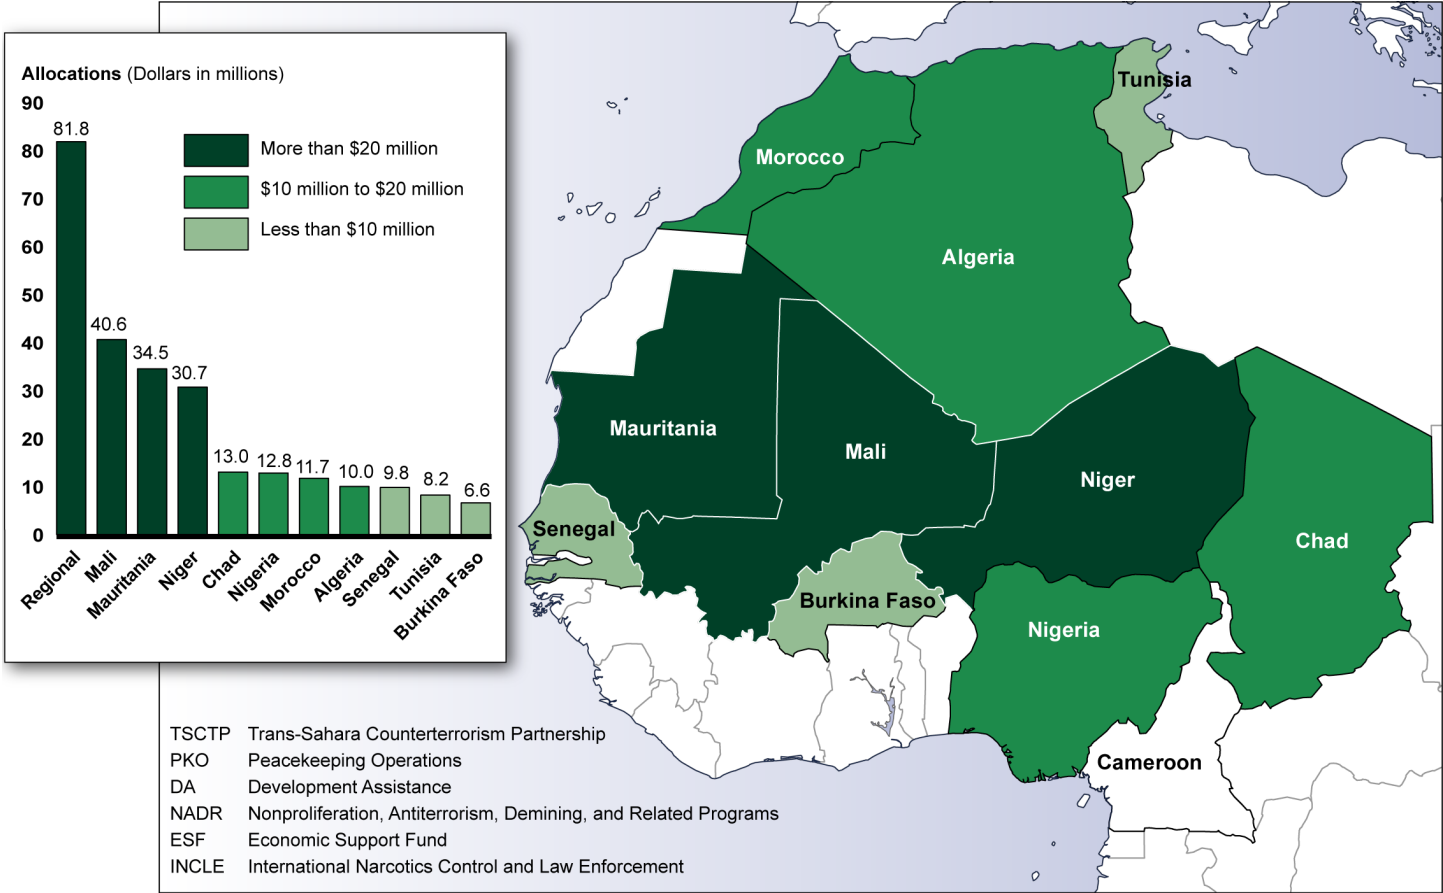 Allocations (Dollars in millions)
90
80
70
60
50
40
30
20
10
0
81.8
40.6
34.5
30.7
13.0
12.8
11.7
10.0
9.8
8.2
6.6
Regional
Mali
Mauritania
Niger
Chad
Nigeria
Morocco
Algeria
Senegal
Tunisia
Burkina Faso
More than $20 million
$10 million to $20 million
Less than $10 million
Tunisia
Morocco
Algeria
Mauritania
Mali
Niger
Senegal
Chad
Burkina Faso
Nigeria
Cameroon
TSCTP Trans-Sahara Counterterrorism Partnership
PKO Peacekeeping Operations
DA Development Assistance
NADR Nonproliferation, Antiterrorism, Demining, and Related Programs
ESF Economic Support Fund
INCLE International Narcotics Control and Law Enforcement